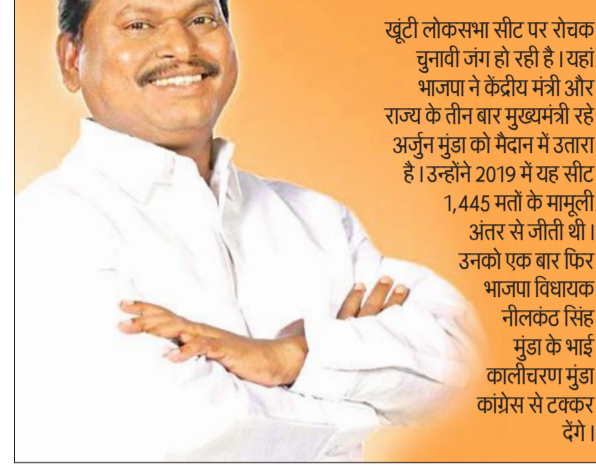 खूंटी लोकसभा सीट पर रोचक
चुनावी जंग हो रही है। यहां
भाजपा ने केंद्रीय मंत्री और
राज्य के तीन बार मुख्यमंत्री रहे
अर्जुन मुंडा को मैदान में उतारा
है। उन्होंने 2019 में यह सीट
1,445 मतों के मामूली
अंतर से जीती थी।
उनको एक बार फिर
भाजपा विधायक
नीलकंठ सिंह
मुंडा के भाई
कालीचरण मुंडा
कांग्रेस से टक्कर
देंगे।